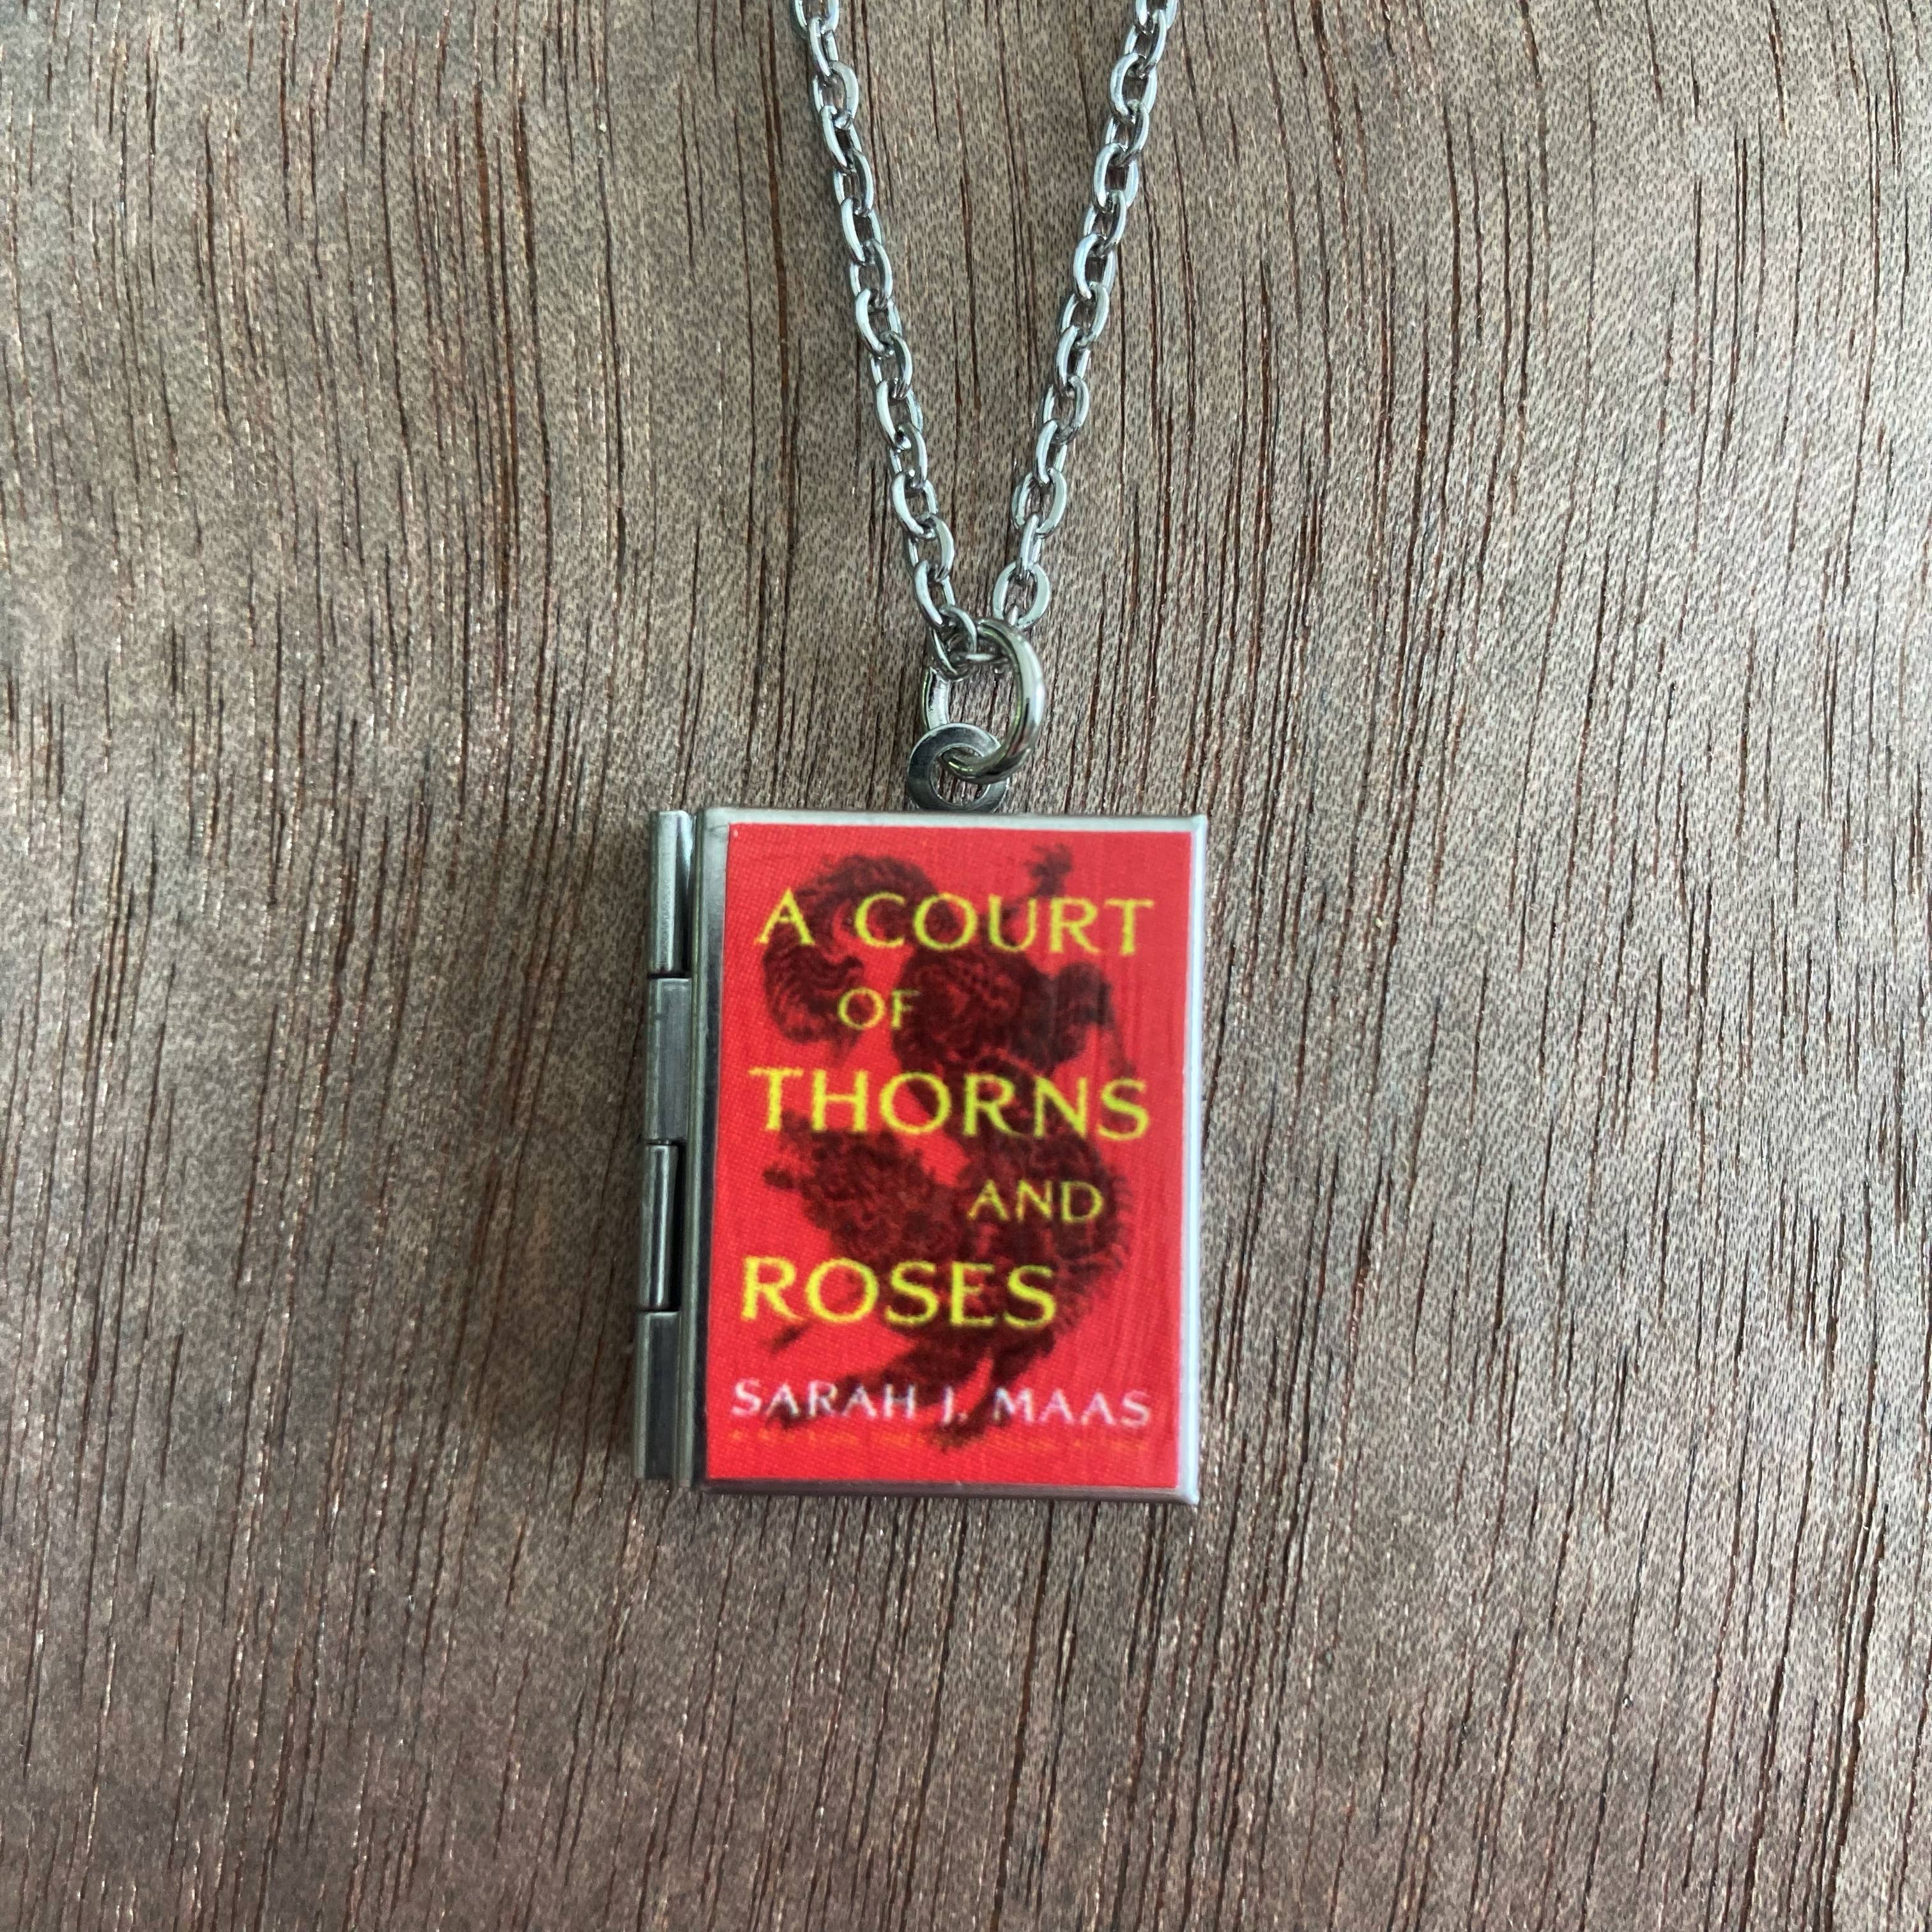 A COURT
OF
THORNS
AND
ROSES
SARAH J. MAAS